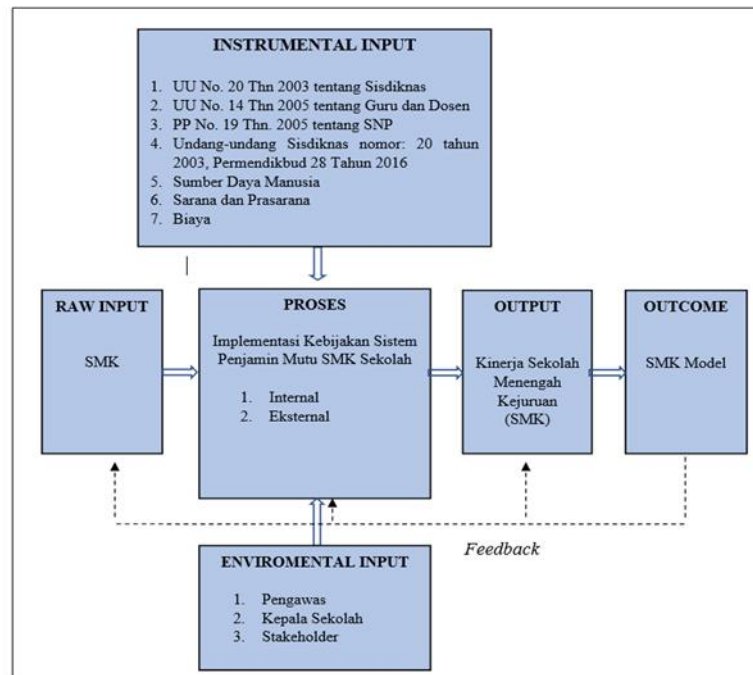 INSTRUMENTAL INPUT
1. UU No. 20 Thn 2003 tentang Sisdiknas
2. UU No. 14 Thn 2005 tentang Guru dan Dosen
3. PP No. 19 Thn. 2005 tentang SNP
4. Undang-undang Sisdiknas nomor: 20 tahun
2003, Permendikbud 28 Tahun 2016
5. Sumber Daya Manusia
6. Sarana dan Prasarana
7. Biaya
RAW INPUT
SMK
PROSES
Implementasi Kebijakan Sistem
Penjamin Mutu SMK Sekolah
1. Internal
2. Eksternal
OUTPUT
Kinerja Sekolah
Menengah
Kejuruan
(SMK)
OUTCOME
SMK Model
Feedback
ENVIROMENTAL INPUT
1. Pengawas
2. Kepala Sekolah
3. Stakeholder